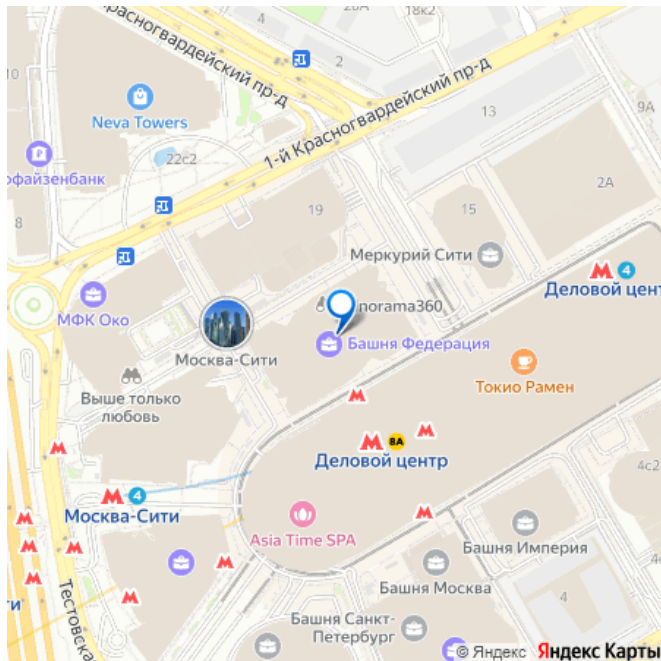 4
20А
18к2
Красногвардейский пр-д
2
10
1-й Красногвардейский пр-д
13
9А
Neva Towers
22с2
офайзенбанк
8
19
15
2А
Меркурий Сити
4
Деловой цент
МФК Око
norama360
Москва-Сити
Башня Федерация
Токио Рамен
Выше только
любовь
8А
Деловой центр
4
Москва-Сити
4с2
Asia Time SPA
Башня Империя
Башня Москва
4
Тестовска
ти
Башня Санкт-
Петербург
© Яндекс Яндекс Карты